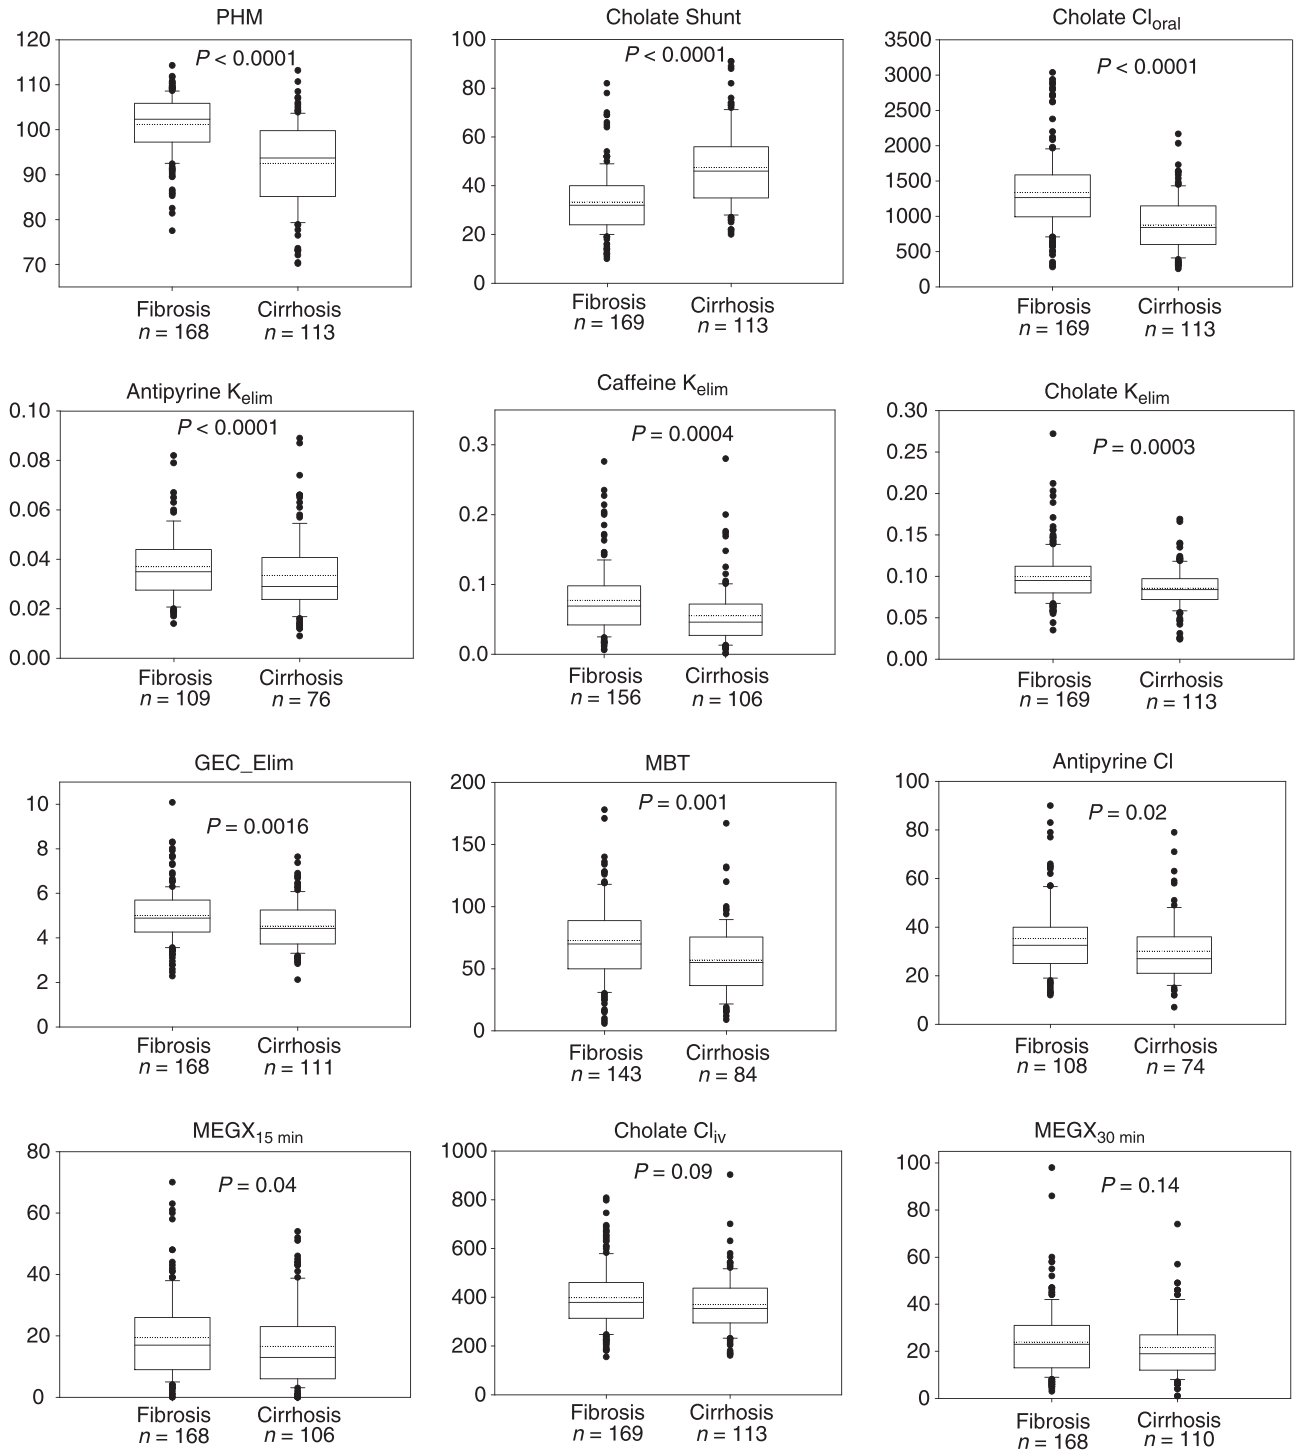 PHM
P < 0.0001
120
110
100
90
80
70
Fibrosis
n = 168
Cirrhosis
n = 113
Cholate Shunt
P < 0.0001
100
80
60
40
20
0
Fibrosis
n = 169
Cirrhosis
n = 113
Cholate Cloral
P < 0.0001
3500
3000
2500
2000
1500
1000
500
0
Fibrosis
n = 169
Cirrhosis
n = 113
Antipyrine Kelim
P < 0.0001
0.10
0.08
0.06
0.04
0.02
0.00
Fibrosis
n = 109
Cirrhosis
n = 76
Caffeine Kelim
P = 0.0004
0.3
0.2
0.1
0.0
Fibrosis
n = 156
Cirrhosis
n = 106
Cholate Kelim
P = 0.0003
0.30
0.25
0.20
0.15
0.10
0.05
0.00
Fibrosis
n = 169
Cirrhosis
n = 113
GEC_Elim
P = 0.0016
10
8
6
4
2
0
Fibrosis
n = 168
Cirrhosis
n = 111
MBT
P = 0.001
200
150
100
50
0
Fibrosis
n = 143
Cirrhosis
n = 84
Antipyrine Cl
P = 0.02
100
80
60
40
20
0
Fibrosis
n = 108
Cirrhosis
n = 74
MEGX15 min
P = 0.04
80
60
40
20
0
Fibrosis
n = 168
Cirrhosis
n = 106
Cholate Cliv
P = 0.09
1000
800
600
400
200
0
Fibrosis
n = 169
Cirrhosis
n = 113
MEGX30 min
P = 0.14
100
80
60
40
20
0
Fibrosis
n = 168
Cirrhosis
n = 110